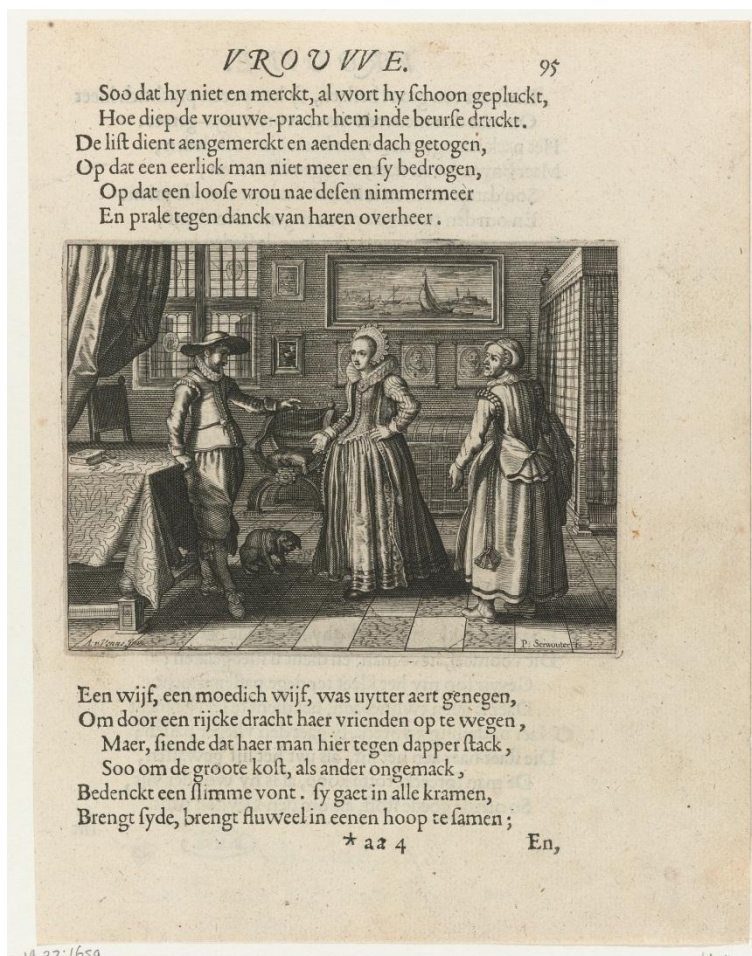 VROUWE. 95
Soo dat hy niet en merckt, al wort hy schoon gepluckt,
Hoe diep de vrouwe-pracht hem inde beurse druckt.
De list dient aengemerckt en aenden dach getogen,
Op dat een eerlick man niet meer en sy bedrogen,
Op dat een loose vrou nae desen nimmermeer
En prale tegen danck van haren overheer.
P. Serwouter
Een wijf, een moedich wijf, was uytter aert genegen,
Om door een rijcke dracht haer vrienden op te wegen,
Maer, siende dat haer man hier tegen dapper stack,
Soo om de groote kost, als ander ongemack,
Bedenckt een slimme vont. sy gaet in alle kramen,
Brengt syde, brengt fluweel in eenen hoop te samen;
* aa 4 En,